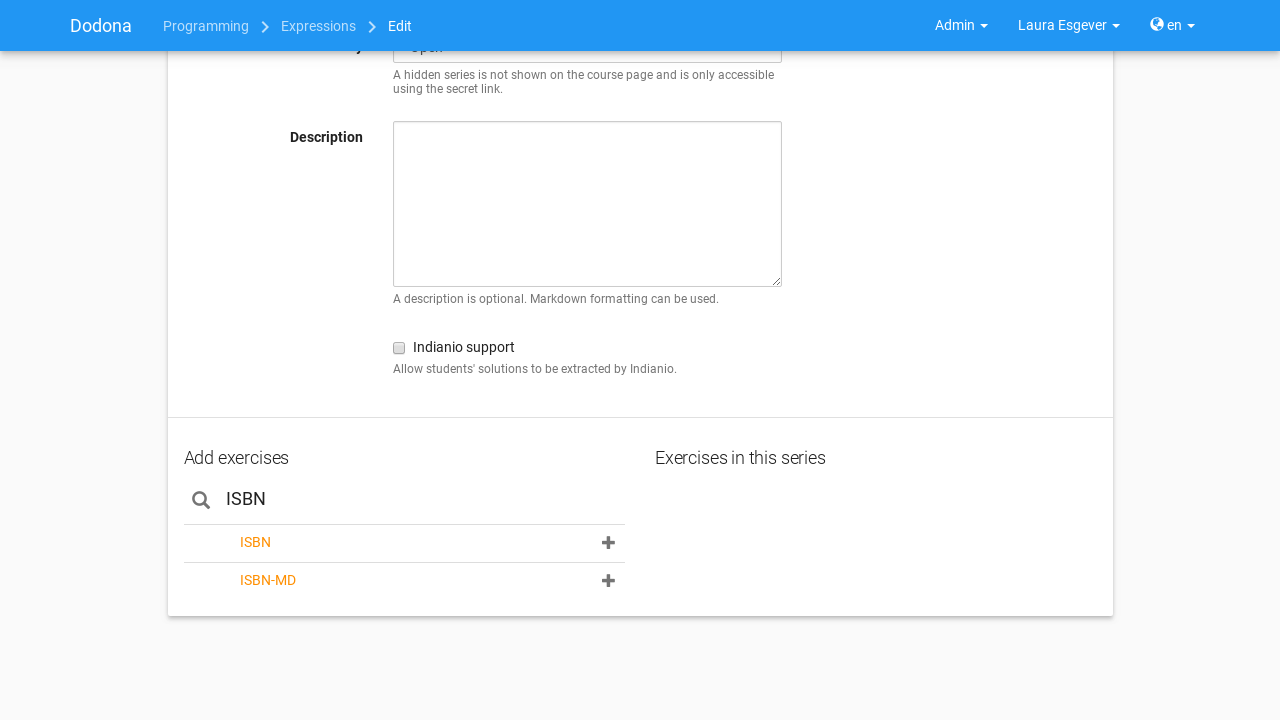 Dodona Programming Expressions Edit Admin Laura Esgever en
A hidden series is not shown on the course page and is only accessible
using the secret link.
Description
A description is optional. Markdown formatting can be used.
Indianio support
Allow students' solutions to be extracted by Indianio.
Add exercises Exercises in this series
ISBN
ISBN
ISBN-MD